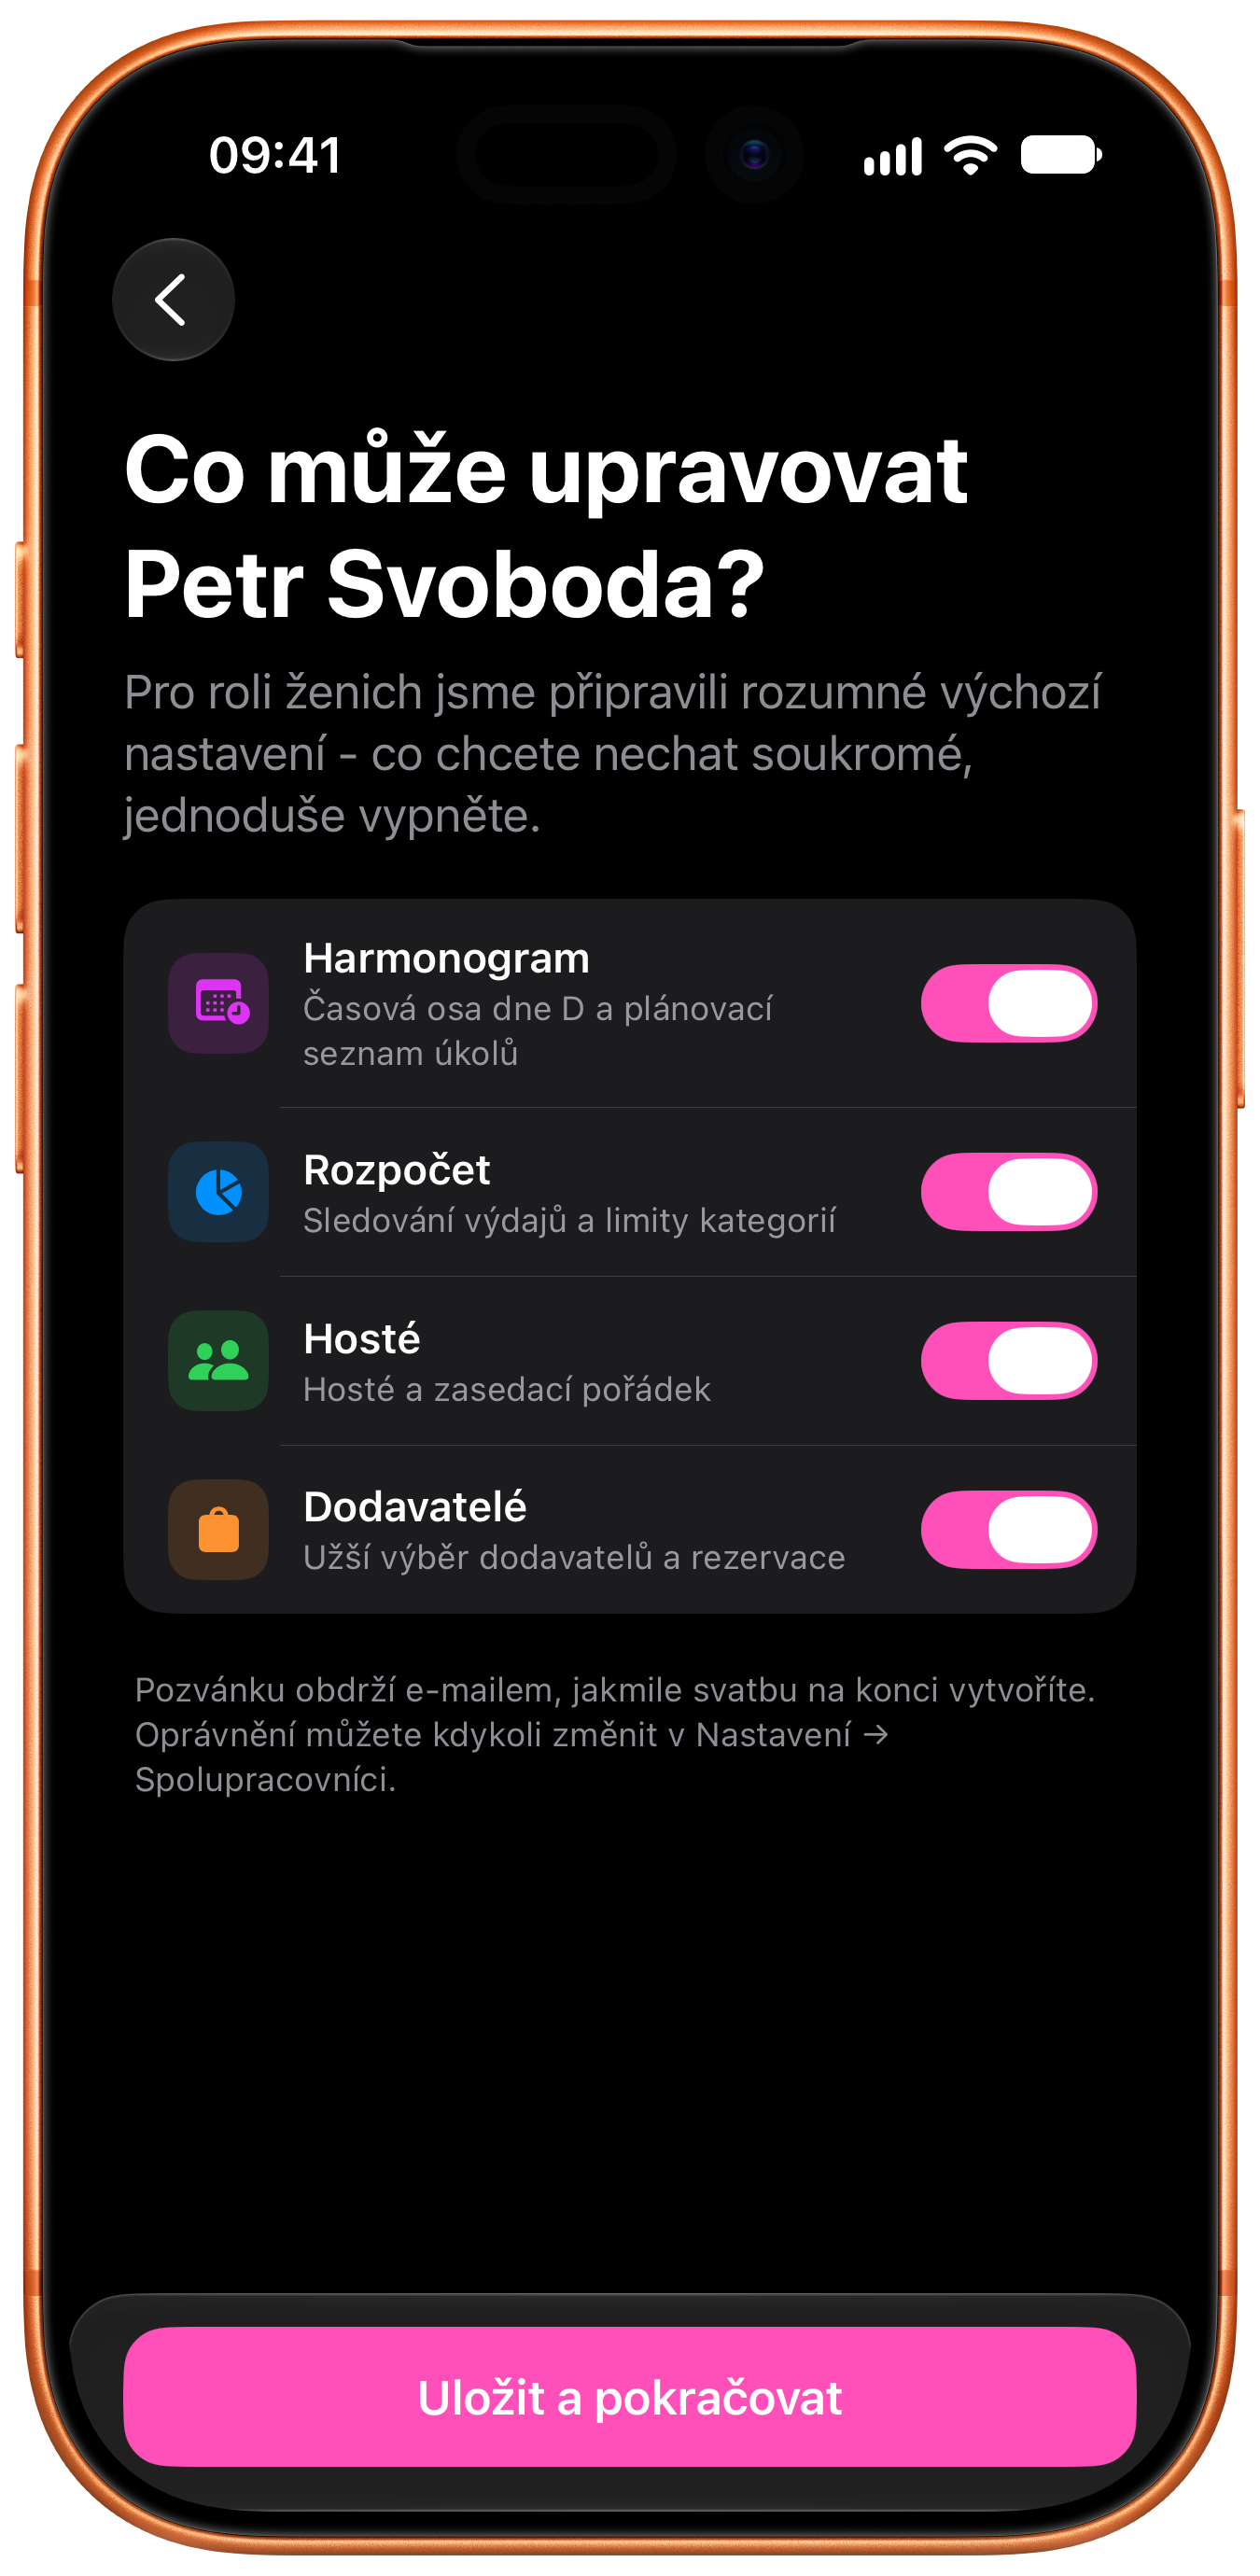 09:41
Co může upravovat
Petr Svoboda?
Pro roli ženich jsme připravili rozumné výchozí
nastavení - co chcete nechat soukromé,
jednoduše vypněte.
Harmonogram
Časová osa dne D a plánovací
seznam úkolů
Rozpočet
Sledování výdajů a limity kategorií
Hosté
Hosté a zasedací pořádek
Dodavatelé
Užší výběr dodavatelů a rezervace
Pozvánku obdrží e-mailem, jakmile svatbu na konci vytvoříte.
Oprávnění můžete kdykoli změnit v Nastavení →
Spolupracovníci.
Uložit a pokračovat